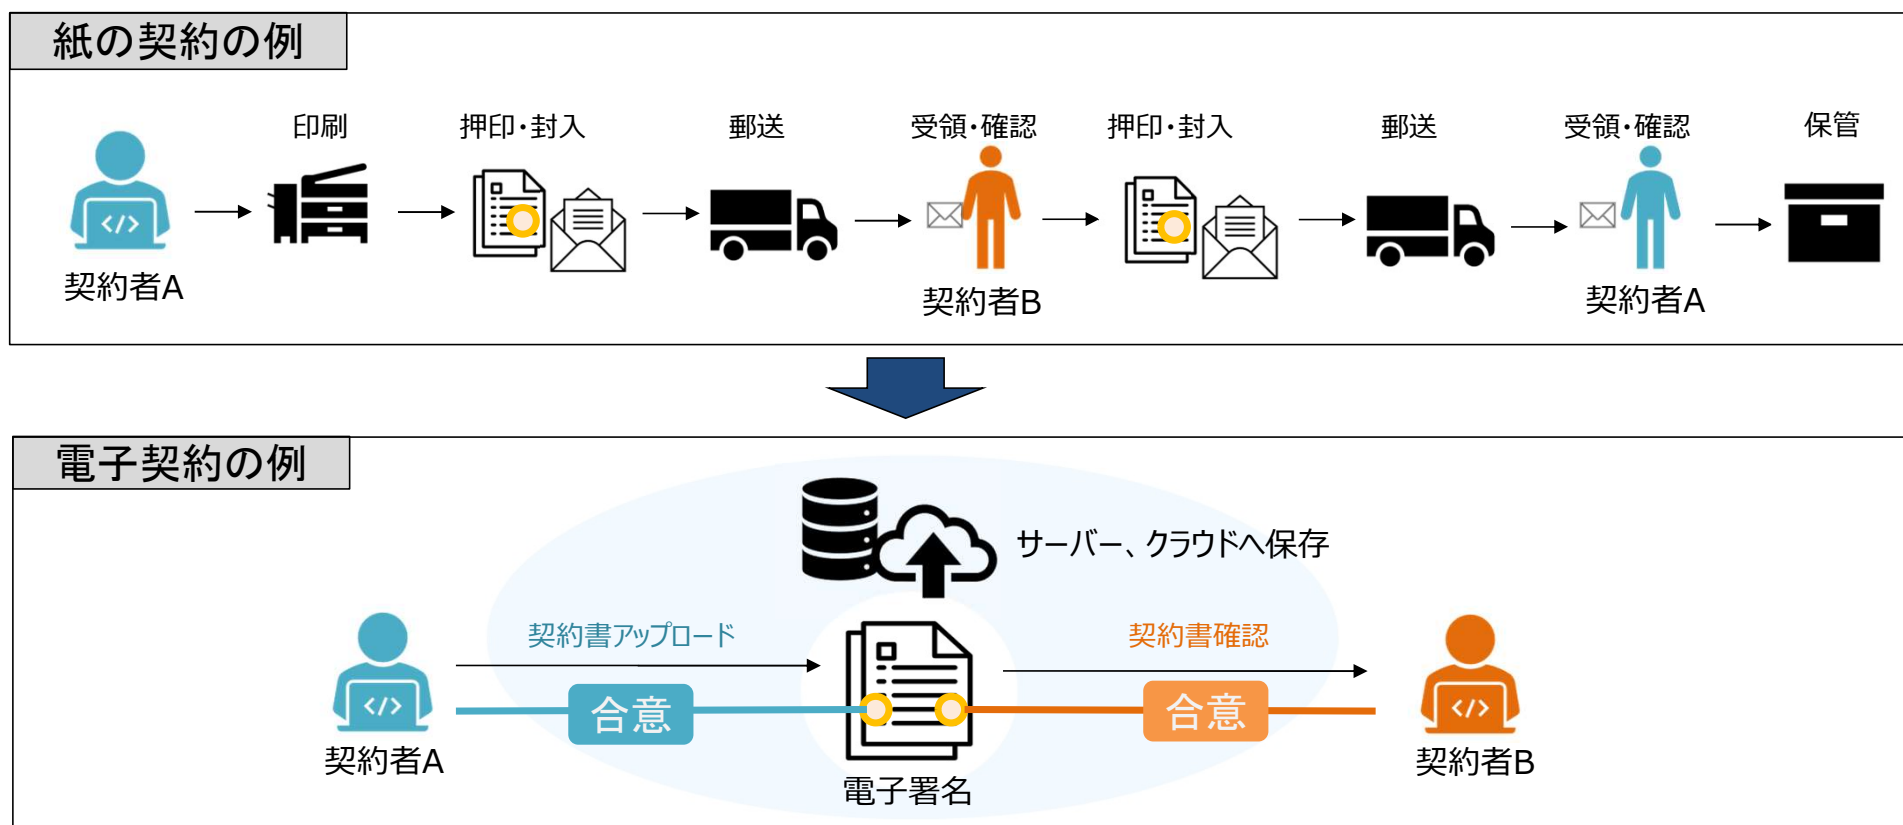 紙の契約の例
印刷
押印・封入
郵送
受領・確認
押印・封入
郵送
受領・確認
保管
</>
契約者A
契約者B
契約者A
電子契約の例
サーバー、クラウドへ保存
契約書アップロード
契約書確認
</>
合意
合意
</>
契約者A
電子署名
契約者B